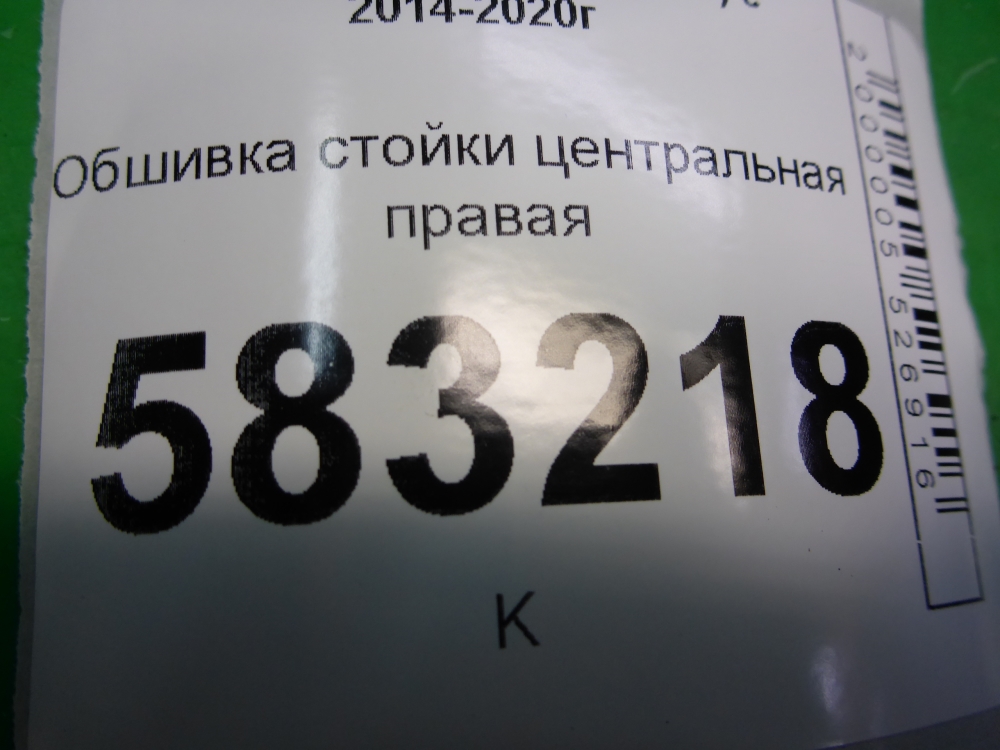 2014-2020г
Обшивка стойки центральная
правая
583218
К
2000005526916